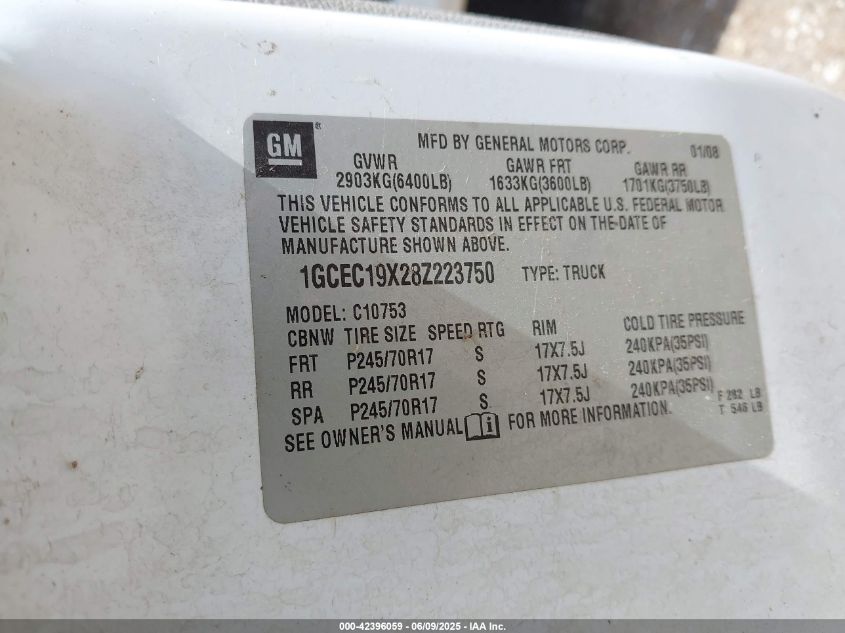 GM®
MFD BY GENERAL MOTORS CORP. 01/08
GVWR GAWR FRT GAWR RR
2903KG(6400LB) 1633KG(3600LB) 1701KG(3750LB)
THIS VEHICLE CONFORMS TO ALL APPLICABLE U.S. FEDERAL MOTOR
VEHICLE SAFETY STANDARDS IN EFFECT ON THE DATE OF
MANUFACTURE SHOWN ABOVE.
1GCEC19X28Z223750 TYPE: TRUCK
MODEL: C10753
CBNW TIRE SIZE SPEED RTG RIM COLD TIRE PRESSURE
FRT P245/70R17 S 17X7.5J 240KPA(35PSI)
RR P245/70R17 S 17X7.5J 240KPA(35PSI)
SPA P245/70R17 S 17X7.5J 240KPA(35PSI)
F 282 LB
T 546 LB
SEE OWNER'S MANUAL i FOR MORE INFORMATION.
000-42396059 - 06/09/2025 - IAA Inc.